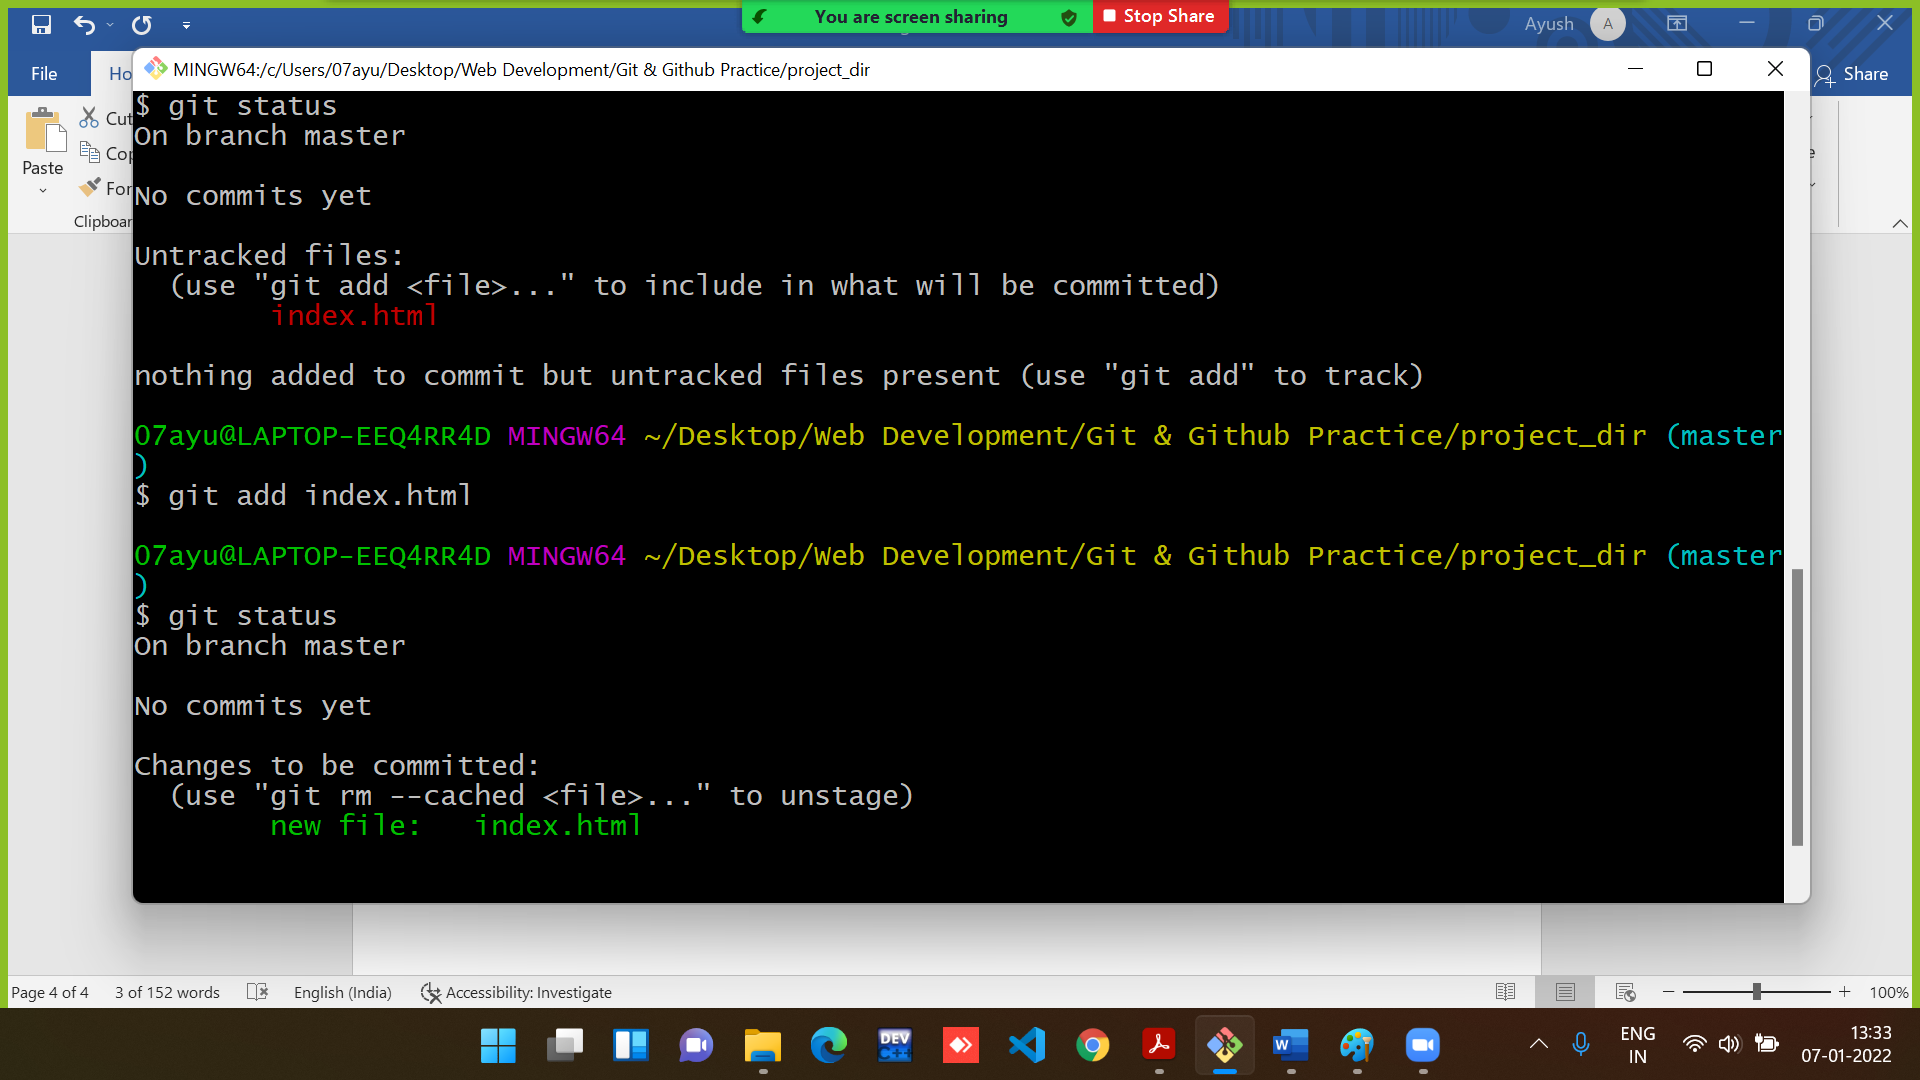 You are screen sharing
Stop Share
Ayush
A
File
Ho
Share
MINGW64:/c/Users/07ayu/Desktop/Web Development/Git & Github Practice/project_dir
Paste
Cut
Cop
For
Clipboar
$ git status
On branch master
No commits yet
Untracked files:
(use "git add <file>..." to include in what will be committed)
index.html
nothing added to commit but untracked files present (use "git add" to track)
07ayu@LAPTOP-EEQ4RR4D MINGW64 ~/Desktop/Web Development/Git & Github Practice/project_dir (master
)
$ git add index.html
07ayu@LAPTOP-EEQ4RR4D MINGW64 ~/Desktop/Web Development/Git & Github Practice/project_dir (master
)
$ git status
On branch master
No commits yet
Changes to be committed:
(use "git rm --cached <file>..." to unstage)
new file:   index.html
Page 4 of 4
3 of 152 words
English (India)
Accessibility: Investigate
100%
DEV
C++
W
ENG
IN
13:33
07-01-2022